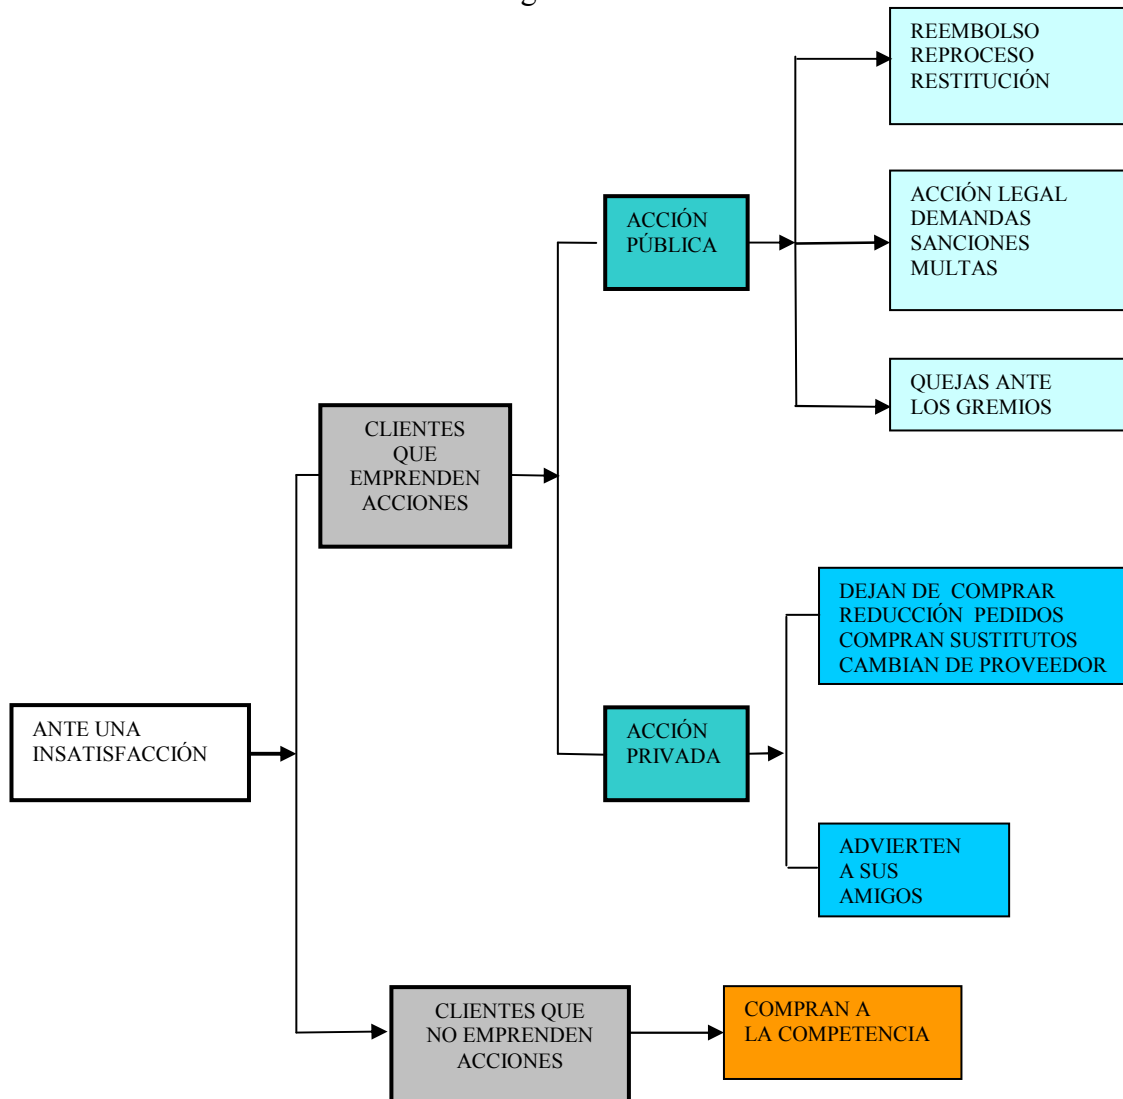 REEMBOLSO
REPROCESO
RESTITUCIÓN
ACCIÓN LEGAL
DEMANDAS
SANCIONES
MULTAS
ACCIÓN
PÚBLICA
QUEJAS ANTE
LOS GREMIOS
CLIENTES
QUE
EMPRENDEN
ACCIONES
DEJAN DE COMPRAR
REDUCCIÓN PEDIDOS
COMPRAN SUSTITUTOS
CAMBIAN DE PROVEEDOR
ANTE UNA
INSATISFACCIÓN
ACCIÓN
PRIVADA
ADVIERTEN
A SUS
AMIGOS
CLIENTES QUE
NO EMPRENDEN
ACCIONES
COMPRAN A
LA COMPETENCIA